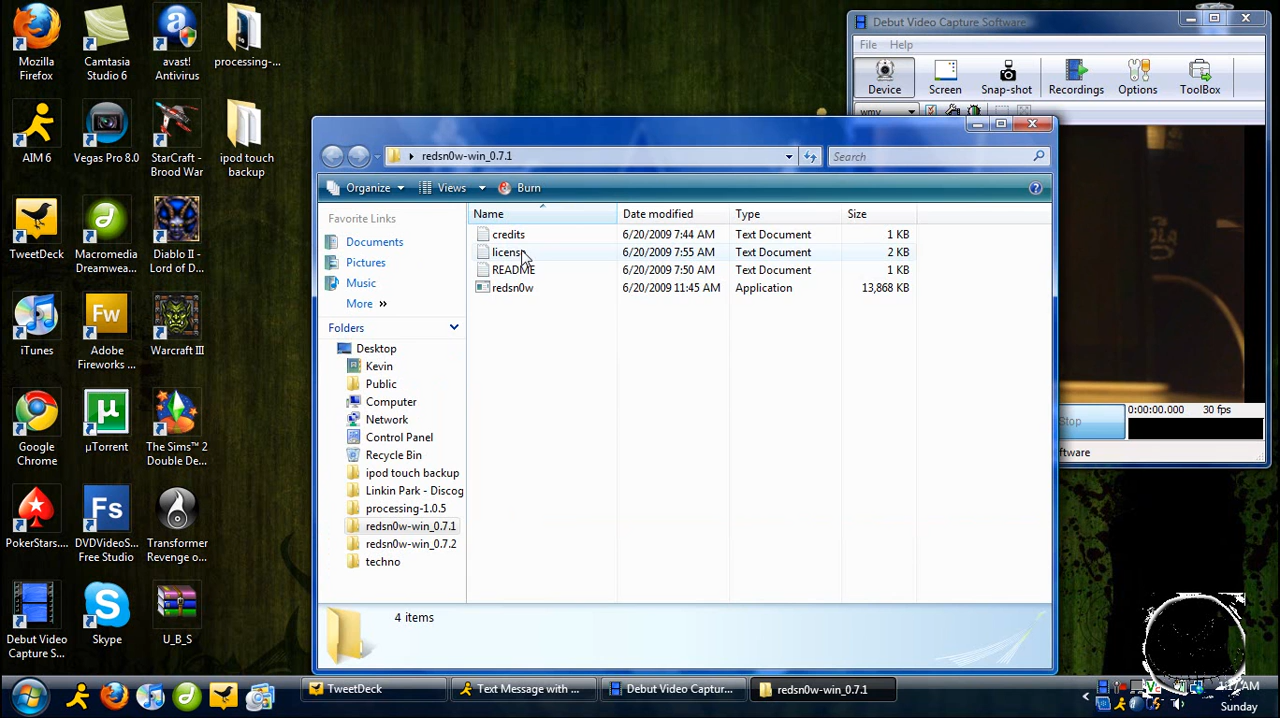 Mozilla
Firefox
Camtasia
Studio 6
avast!
Antivirus
processing-...
AIM 6
Vegas Pro 8.0
StarCraft -
Brood War
ipod touch
backup
TweetDeck
Macromedia
Dreamwea...
Diablo II -
Lord of D...
iTunes
Fw
Adobe
Fireworks ...
Warcraft III
Google
Chrome
µ
µTorrent
The Sims™ 2
Double De...
PokerStars....
Fs
DVDVideoS...
Free Studio
Transformer
Revenge o...
Debut Video
Capture S...
Skype
U_B_S
Debut Video Capture Software
File Help
Device Screen Snap-shot Recordings Options ToolBox
wmv
0:00:00.000 30 fps
Stop
ftware
redsn0w-win_0.7.1
Search
Organize Views Burn
Favorite Links
Documents
Pictures
Music
More »
Folders
Desktop
Kevin
Public
Computer
Network
Control Panel
Recycle Bin
ipod touch backup
Linkin Park - Discog
processing-1.0.5
redsn0w-win_0.7.1
redsn0w-win_0.7.2
techno
Name Date modified Type Size
credits 6/20/2009 7:44 AM Text Document 1 KB
license 6/20/2009 7:55 AM Text Document 2 KB
README 6/20/2009 7:50 AM Text Document 1 KB
redsn0w 6/20/2009 11:45 AM Application 13,868 KB
4 items
TweetDeck
Text Message with ...
Debut Video Captur...
redsn0w-win_0.7.1
AM
Sunday